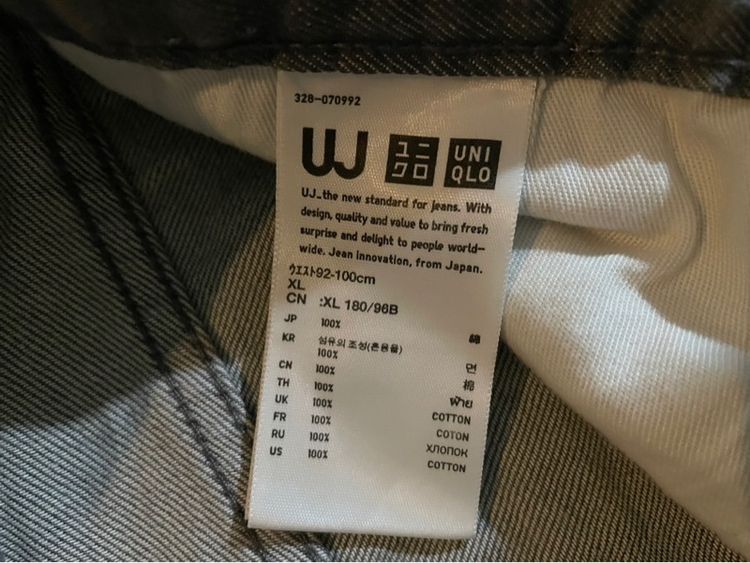 328-070992
UJ ユニクロ UNIQLO
UJ_the new standard for jeans. With
design, quality and value to bring fresh
surprise and delight to people world-
wide. Jean innovation, from Japan.
ウエスト92-100cm
XL
CN :XL 180/96B
JP 100% 綿
KR 섬유의 조성(혼용율)
100% 면
CN 100% 棉
TH 100% ฝ้าย
UK 100% COTTON
FR 100% COTON
RU 100% ХЛОПОК
US 100% COTTON